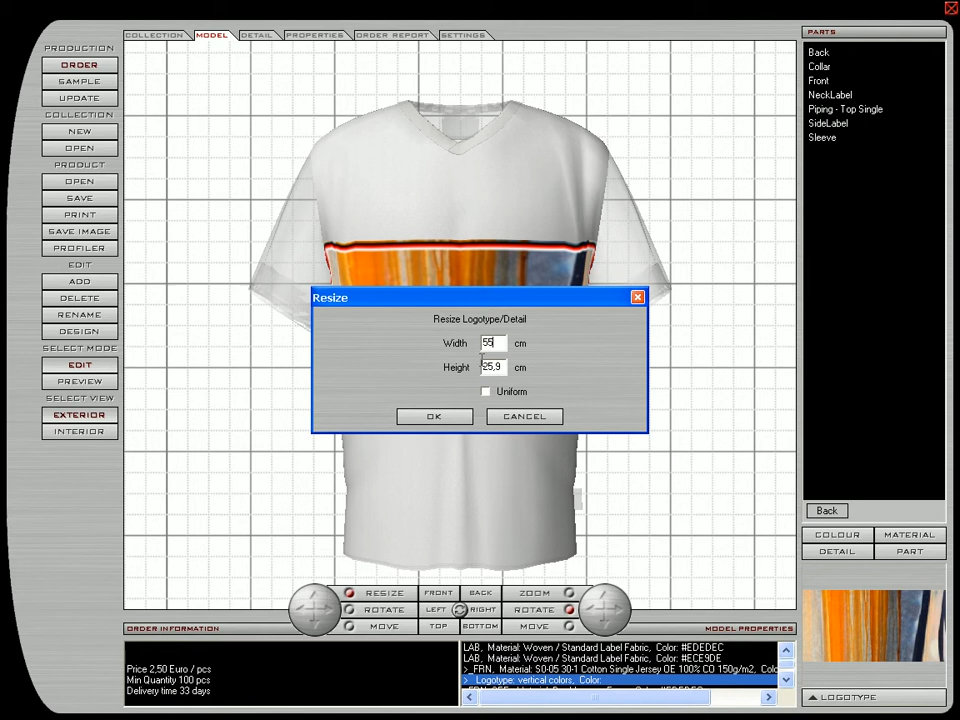 COLLECTION MODEL DETAIL PROPERTIES ORDER REPORT SETTINGS
PRODUCTION
ORDER
SAMPLE
UPDATE
COLLECTION
NEW
OPEN
PRODUCT
OPEN
SAVE
PRINT
SAVE IMAGE
PROFILER
EDIT
ADD
DELETE
RENAME
DESIGN
SELECT MODE
EDIT
PREVIEW
SELECT VIEW
EXTERIOR
INTERIOR
Resize
Resize Logotype/Detail
Width 55 cm
Height 25,9 cm
Uniform
OK CANCEL
PARTS
Back
Collar
Front
NeckLabel
Piping - Top Single
SideLabel
Sleeve
Back
COLOUR MATERIAL
DETAIL PART
LOGOTYPE
RESIZE FRONT BACK ZOOM
ROTATE LEFT RIGHT ROTATE
MOVE TOP BOTTOM MOVE
ORDER INFORMATION
Price 2,50 Euro / pcs
Min Quantity 100 pcs
Delivery time 33 days
MODEL PROPERTIES
LAB, Material: Woven / Standard Label Fabric, Color: #EDEDEC
LAB, Material: Woven / Standard Label Fabric, Color: #ECE9DE
> FRN, Material: S0-05 30-1 Cotton Single Jersey OE 100% CO 150g/m2, Colo
> Logotype: vertical colors, Color: